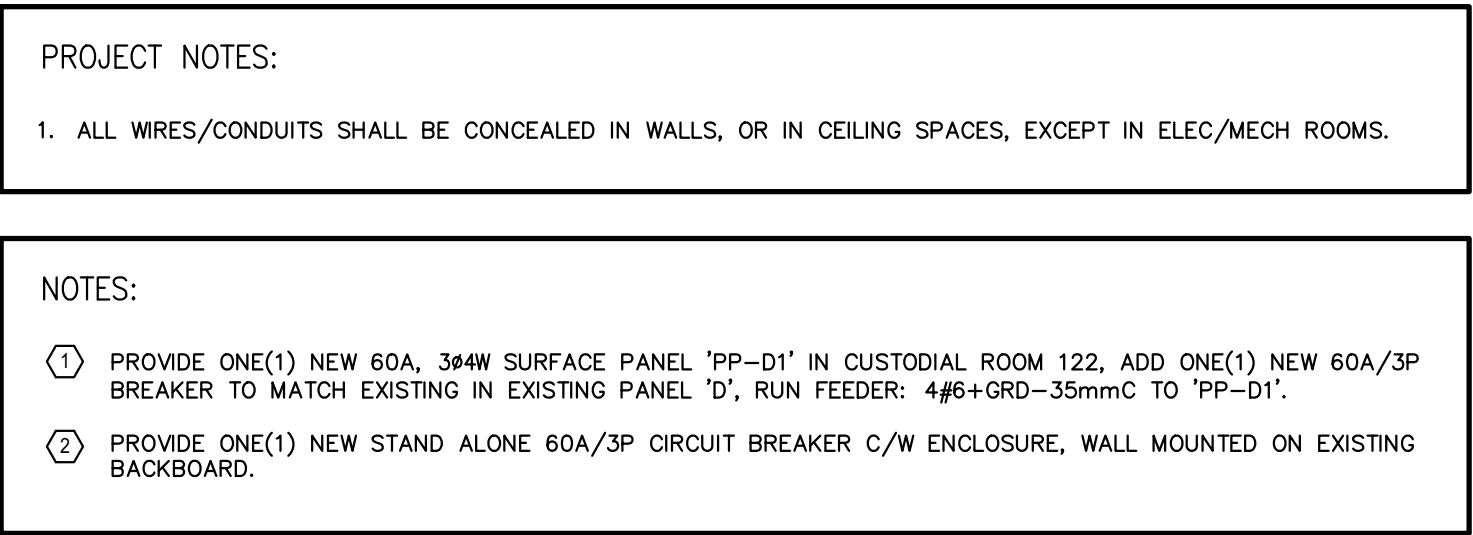 PROJECT NOTES:
1. ALL WIRES/CONDUITS SHALL BE CONCEALED IN WALLS, OR IN CEILING SPACES, EXCEPT IN ELEC/MECH ROOMS.
NOTES:
1 PROVIDE ONE(1) NEW 60A, 3ø4W SURFACE PANEL 'PP-D1' IN CUSTODIAL ROOM 122, ADD ONE(1) NEW 60A/3P
BREAKER TO MATCH EXISTING IN EXISTING PANEL 'D', RUN FEEDER: 4#6+GRD-35mmC TO 'PP-D1'.
2 PROVIDE ONE(1) NEW STAND ALONE 60A/3P CIRCUIT BREAKER C/W ENCLOSURE, WALL MOUNTED ON EXISTING
BACKBOARD.